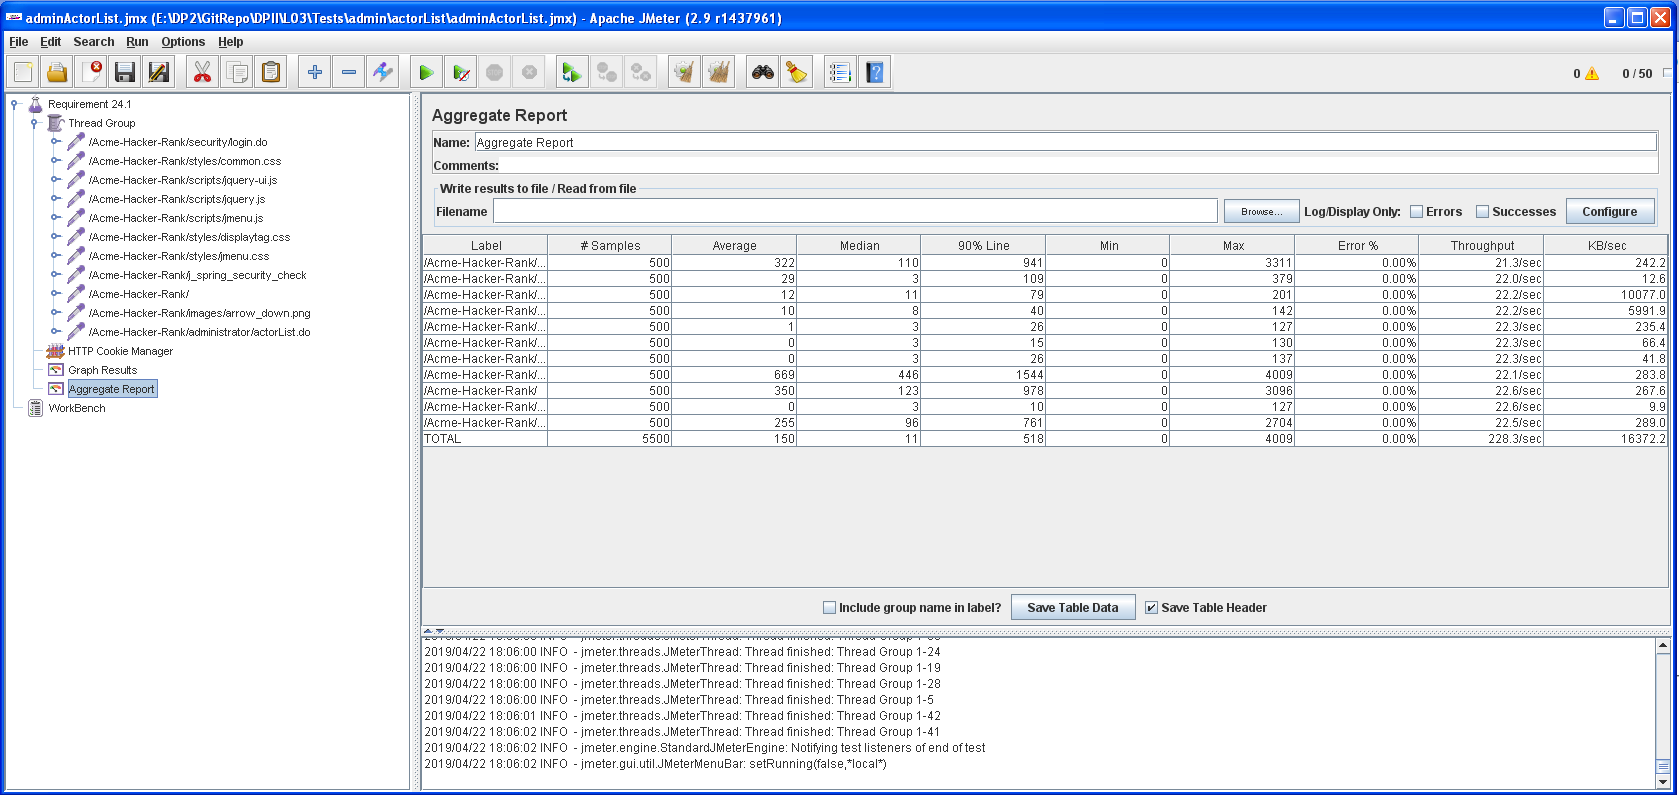 adminActorList.jmx (E:\DP2\GitRepo\DPII\L03\Tests\admin\actorList\adminActorList.jmx) - Apache JMeter (2.9 r1437961)
File Edit Search Run Options Help
0 0 / 50
Requirement 24.1
Thread Group
/Acme-Hacker-Rank/security/login.do
/Acme-Hacker-Rank/styles/common.css
/Acme-Hacker-Rank/scripts/jquery-ui.js
/Acme-Hacker-Rank/scripts/jquery.js
/Acme-Hacker-Rank/scripts/jmenu.js
/Acme-Hacker-Rank/styles/displaytag.css
/Acme-Hacker-Rank/styles/jmenu.css
/Acme-Hacker-Rank/j_spring_security_check
/Acme-Hacker-Rank/
/Acme-Hacker-Rank/images/arrow_down.png
/Acme-Hacker-Rank/administrator/actorList.do
HTTP Cookie Manager
Graph Results
Aggregate Report
WorkBench
Aggregate Report
Name: Aggregate Report
Comments:
Write results to file / Read from file
Filename Browse... Log/Display Only: Errors Successes Configure
Label # Samples Average Median 90% Line Min Max Error % Throughput KB/sec
/Acme-Hacker-Rank/... 500 322 110 941 0 3311 0.00% 21.3/sec 242.2
/Acme-Hacker-Rank/... 500 29 3 109 0 379 0.00% 22.0/sec 12.6
/Acme-Hacker-Rank/... 500 12 11 79 0 201 0.00% 22.2/sec 10077.0
/Acme-Hacker-Rank/... 500 10 8 40 0 142 0.00% 22.2/sec 5991.9
/Acme-Hacker-Rank/... 500 1 3 26 0 127 0.00% 22.3/sec 235.4
/Acme-Hacker-Rank/... 500 0 3 15 0 130 0.00% 22.3/sec 66.4
/Acme-Hacker-Rank/... 500 0 3 26 0 137 0.00% 22.3/sec 41.8
/Acme-Hacker-Rank/... 500 669 446 1544 0 4009 0.00% 22.1/sec 283.8
/Acme-Hacker-Rank/ 500 350 123 978 0 3096 0.00% 22.6/sec 267.6
/Acme-Hacker-Rank/... 500 0 3 10 0 127 0.00% 22.6/sec 9.9
/Acme-Hacker-Rank/... 500 255 96 761 0 2704 0.00% 22.5/sec 289.0
TOTAL 5500 150 11 518 0 4009 0.00% 228.3/sec 16372.2
Include group name in label? Save Table Data Save Table Header
2019/04/22 18:06:00 INFO - jmeter.threads.JMeterThread: Thread finished: Thread Group 1-24
2019/04/22 18:06:00 INFO - jmeter.threads.JMeterThread: Thread finished: Thread Group 1-19
2019/04/22 18:06:00 INFO - jmeter.threads.JMeterThread: Thread finished: Thread Group 1-28
2019/04/22 18:06:00 INFO - jmeter.threads.JMeterThread: Thread finished: Thread Group 1-5
2019/04/22 18:06:01 INFO - jmeter.threads.JMeterThread: Thread finished: Thread Group 1-42
2019/04/22 18:06:02 INFO - jmeter.threads.JMeterThread: Thread finished: Thread Group 1-41
2019/04/22 18:06:02 INFO - jmeter.engine.StandardJMeterEngine: Notifying test listeners of end of test
2019/04/22 18:06:02 INFO - jmeter.gui.util.JMeterMenuBar: setRunning(false,*local*)